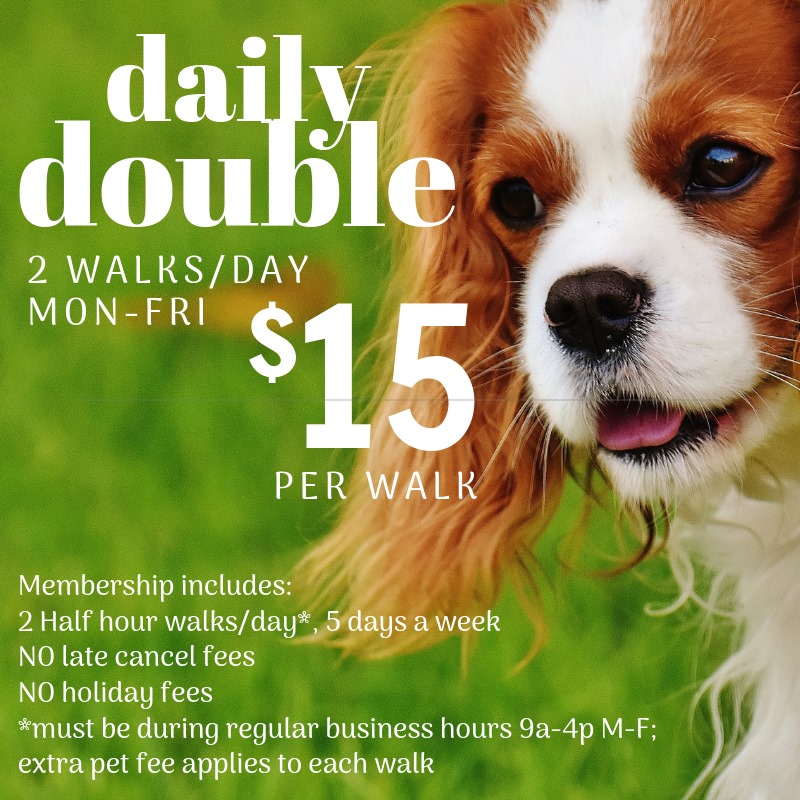 daily
double
2 WALKS/DAY
MON-FRI
$15
PER WALK
Membership includes:
2 Half hour walks/day*, 5 days a week
NO late cancel fees
NO holiday fees
*must be during regular business hours 9a-4p M-F;
extra pet fee applies to each walk